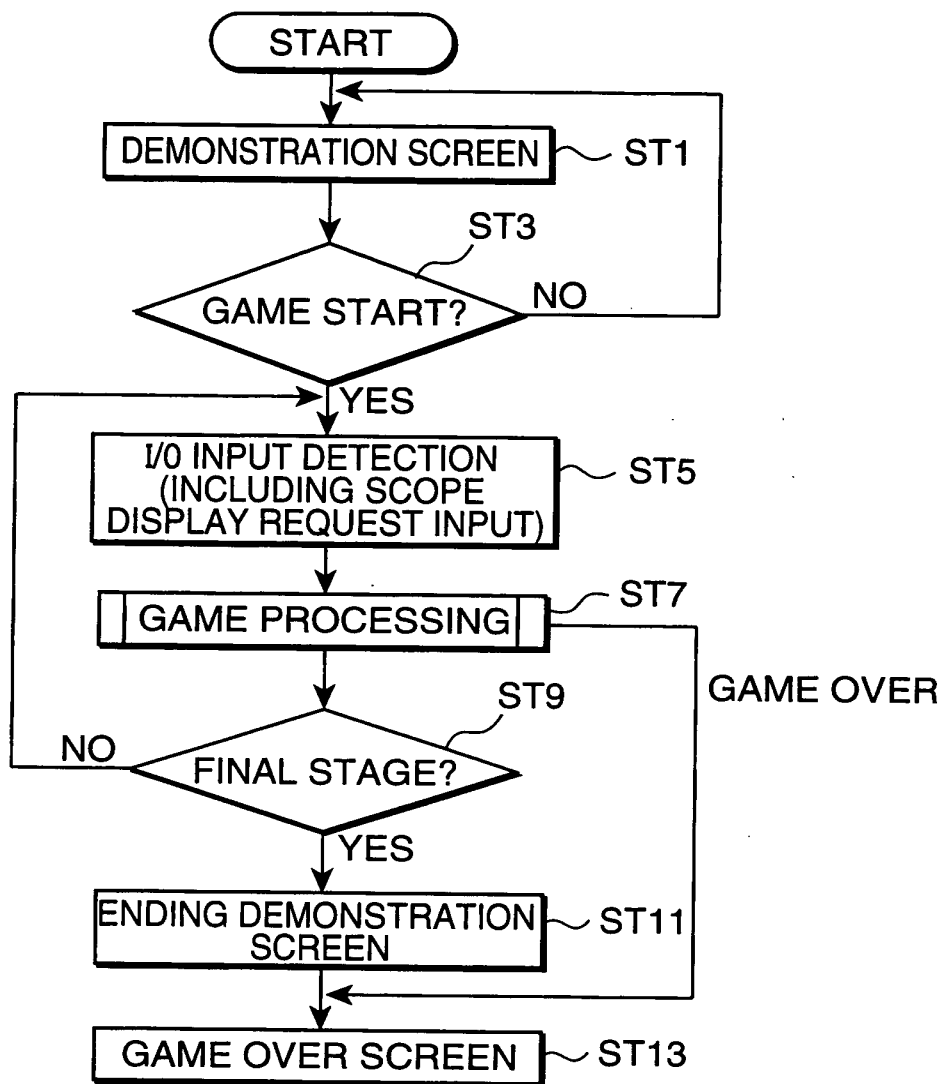 START
DEMONSTRATION SCREEN
ST1
ST3
GAME START?
NO
YES
I/O INPUT DETECTION
(INCLUDING SCOPE
DISPLAY REQUEST INPUT)
ST5
GAME PROCESSING
ST7
GAME OVER
ST9
NO
FINAL STAGE?
YES
ENDING DEMONSTRATION
SCREEN
ST11
GAME OVER SCREEN
ST13